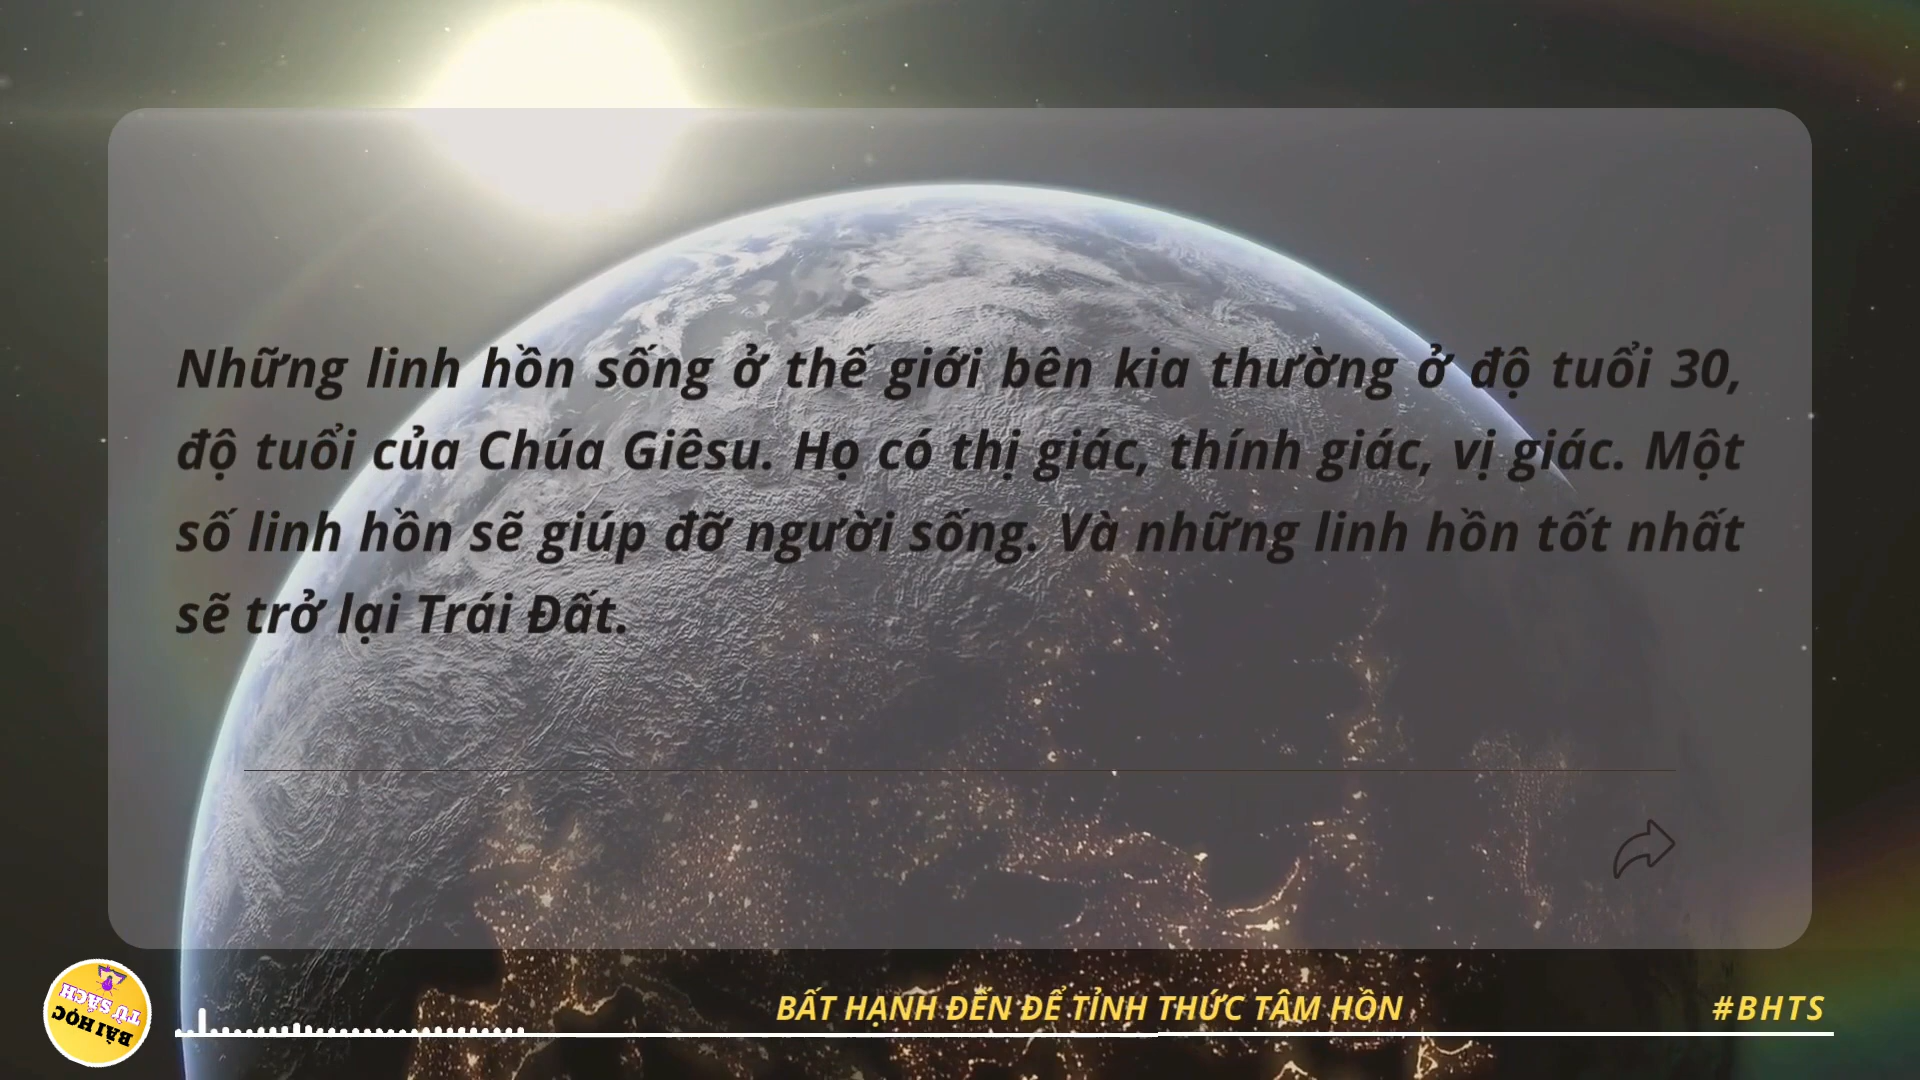 Những linh hồn sống ở thế giới bên kia thường ở độ tuổi 30,
độ tuổi của Chúa Giêsu. Họ có thị giác, thính giác, vị giác. Một
số linh hồn sẽ giúp đỡ người sống. Và những linh hồn tốt nhất
sẽ trở lại Trái Đất.
BÀI HỌC
TỪ SÁCH
BẤT HẠNH ĐẾN ĐỂ TỈNH THỨC TÂM HỒN
#BHTS